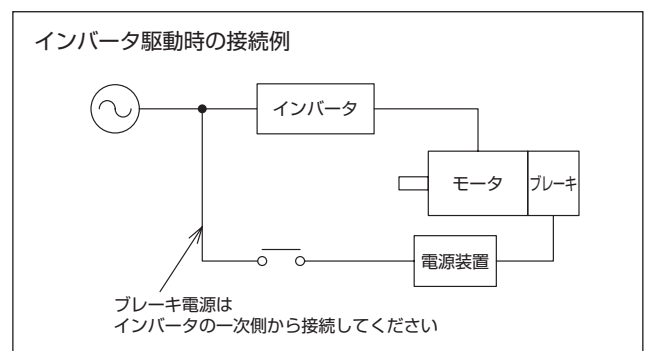 インバータ駆動時の接続例
インバータ
モータ
ブレーキ
電源装置
ブレーキ電源は
インバータの一次側から接続してください